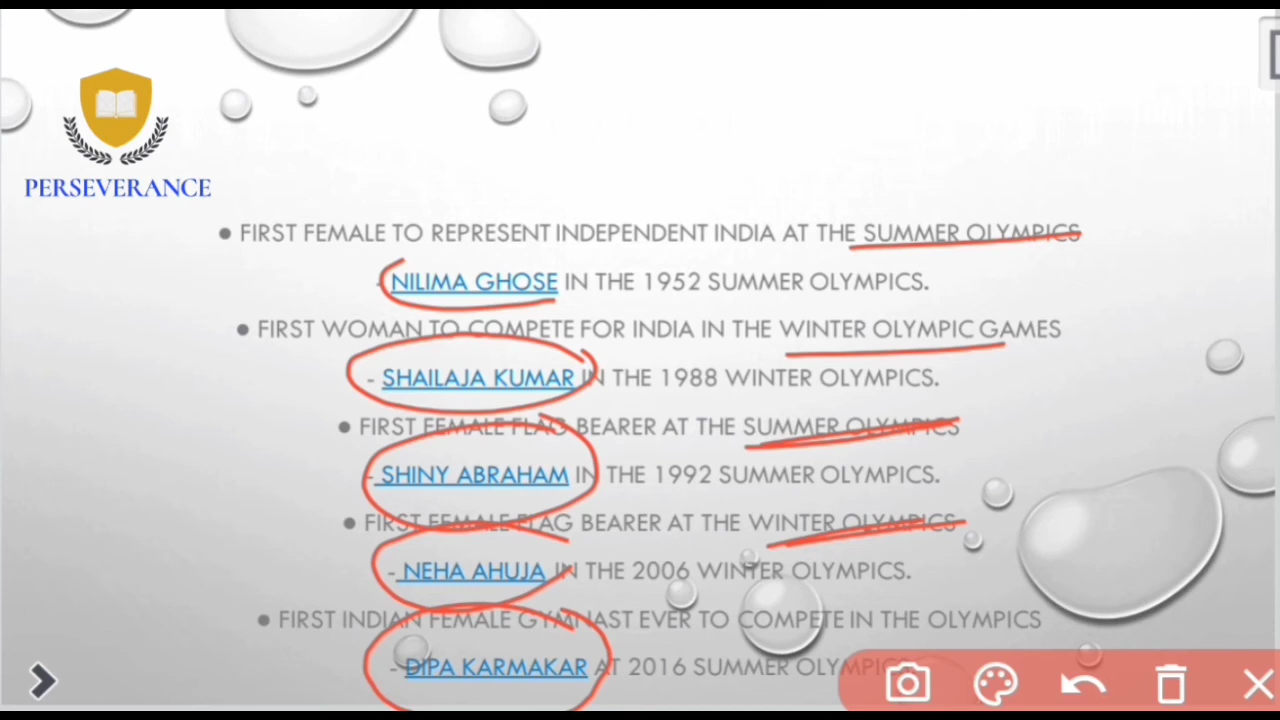 PERSEVERANCE
● FIRST FEMALE TO REPRESENT INDEPENDENT INDIA AT THE SUMMER OLYMPICS
- NILIMA GHOSE IN THE 1952 SUMMER OLYMPICS.
● FIRST WOMAN TO COMPETE FOR INDIA IN THE WINTER OLYMPIC GAMES
- SHAILAJA KUMAR IN THE 1988 WINTER OLYMPICS.
● FIRST FEMALE FLAG BEARER AT THE SUMMER OLYMPICS
- SHINY ABRAHAM IN THE 1992 SUMMER OLYMPICS.
● FIRST FEMALE FLAG BEARER AT THE WINTER OLYMPICS
- NEHA AHUJA IN THE 2006 WINTER OLYMPICS.
● FIRST INDIAN FEMALE GYMNAST EVER TO COMPETE IN THE OLYMPICS
- DIPA KARMAKAR AT 2016 SUMMER OLYMPICS